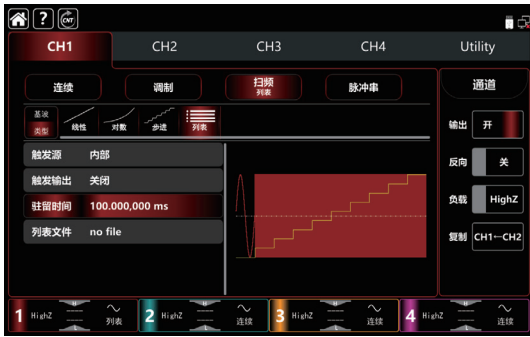 ? CNT
CH1 CH2 CH3 CH4 Utility
连续 调制 扫频 脉冲串 通道
列表
基波
类型 线性 对数 步进 列表
输出 开
触发源 内部
反向 关
触发输出 关闭
驻留时间 100.000,000 ms
负载 HighZ
列表文件 no file
复制 CH1←CH2
1 HighZ H L 列表 2 HighZ H L 连续 3 HighZ H L 连续 4 HighZ H L 连续